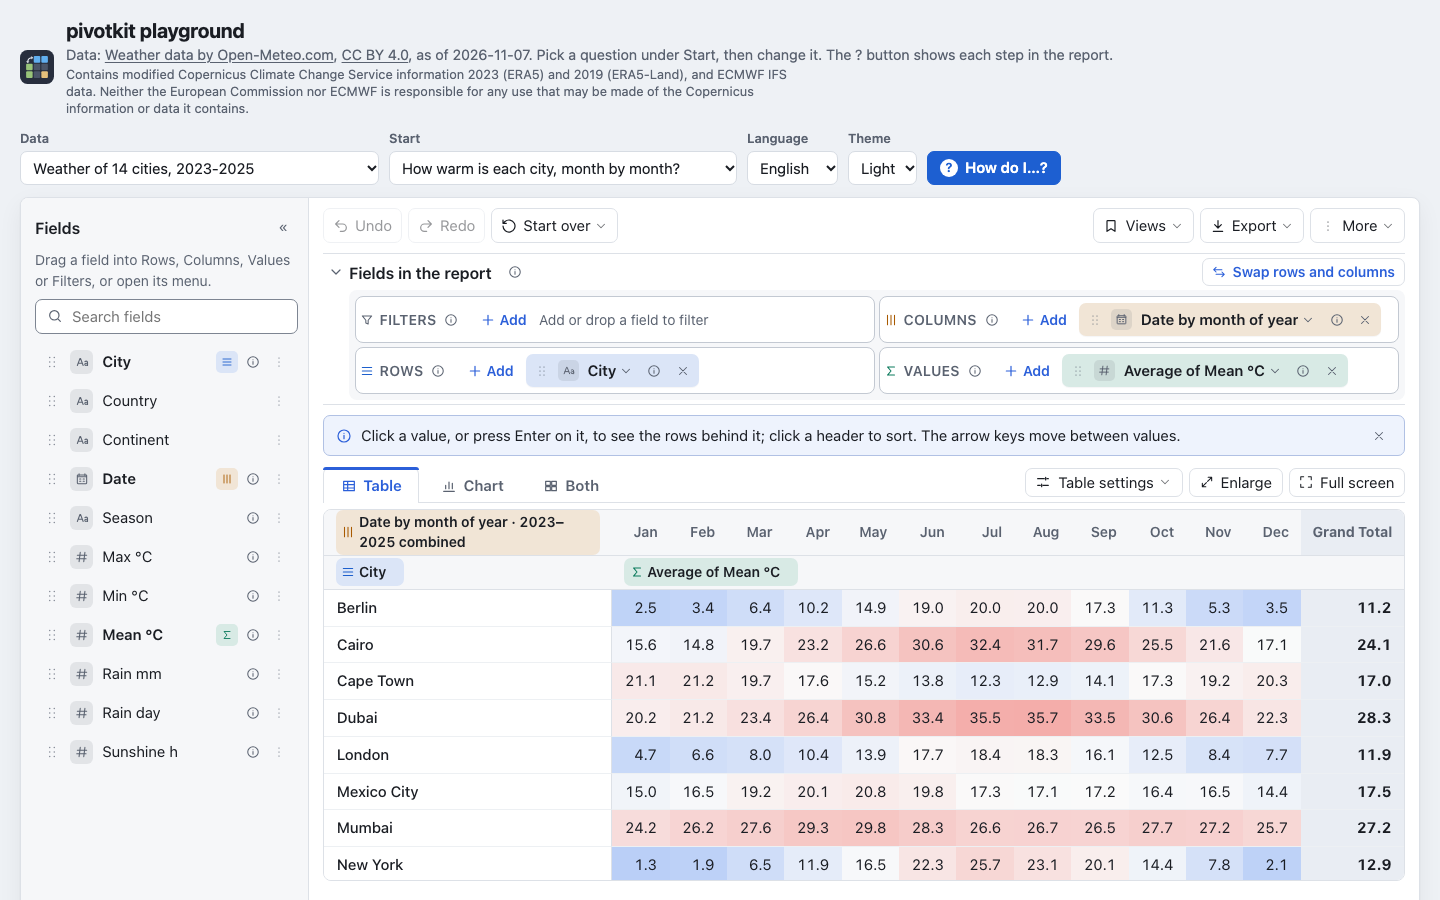 pivotkit playground
Data: Weather data by Open-Meteo.com, CC BY 4.0, as of 2026-11-07. Pick a question under Start, then change it. The ? button shows each step in the report.
Contains modified Copernicus Climate Change Service information 2023 (ERA5) and 2019 (ERA5-Land), and ECMWF IFS
data. Neither the European Commission nor ECMWF is responsible for any use that may be made of the Copernicus
information or data it contains.
Data Start Language Theme
Weather of 14 cities, 2023-2025 How warm is each city, month by month? English Light ? How do I...?
Fields «
Drag a field into Rows, Columns, Values
or Filters, or open its menu.
Search fields
Aa City
Aa Country
Aa Continent
Date
Aa Season
# Max °C
# Min °C
# Mean °C Σ
# Rain mm
# Rain day
# Sunshine h
Undo Redo Start over Views Export More
Fields in the report Swap rows and columns
FILTERS + Add Add or drop a field to filter COLUMNS + Add Date by month of year ×
ROWS + Add Aa City × Σ VALUES + Add # Average of Mean °C ×
Click a value, or press Enter on it, to see the rows behind it; click a header to sort. The arrow keys move between values. ×
Table Chart Both Table settings Enlarge Full screen
Date by month of year · 2023–
2025 combined
Jan Feb Mar Apr May Jun Jul Aug Sep Oct Nov Dec Grand Total
City Σ Average of Mean °C
Berlin 2.5 3.4 6.4 10.2 14.9 19.0 20.0 20.0 17.3 11.3 5.3 3.5 11.2
Cairo 15.6 14.8 19.7 23.2 26.6 30.6 32.4 31.7 29.6 25.5 21.6 17.1 24.1
Cape Town 21.1 21.2 19.7 17.6 15.2 13.8 12.3 12.9 14.1 17.3 19.2 20.3 17.0
Dubai 20.2 21.2 23.4 26.4 30.8 33.4 35.5 35.7 33.5 30.6 26.4 22.3 28.3
London 4.7 6.6 8.0 10.4 13.9 17.7 18.4 18.3 16.1 12.5 8.4 7.7 11.9
Mexico City 15.0 16.5 19.2 20.1 20.8 19.8 17.3 17.1 17.2 16.4 16.5 14.4 17.5
Mumbai 24.2 26.2 27.6 29.3 29.8 28.3 26.6 26.7 26.5 27.7 27.2 25.7 27.2
New York 1.3 1.9 6.5 11.9 16.5 22.3 25.7 23.1 20.1 14.4 7.8 2.1 12.9